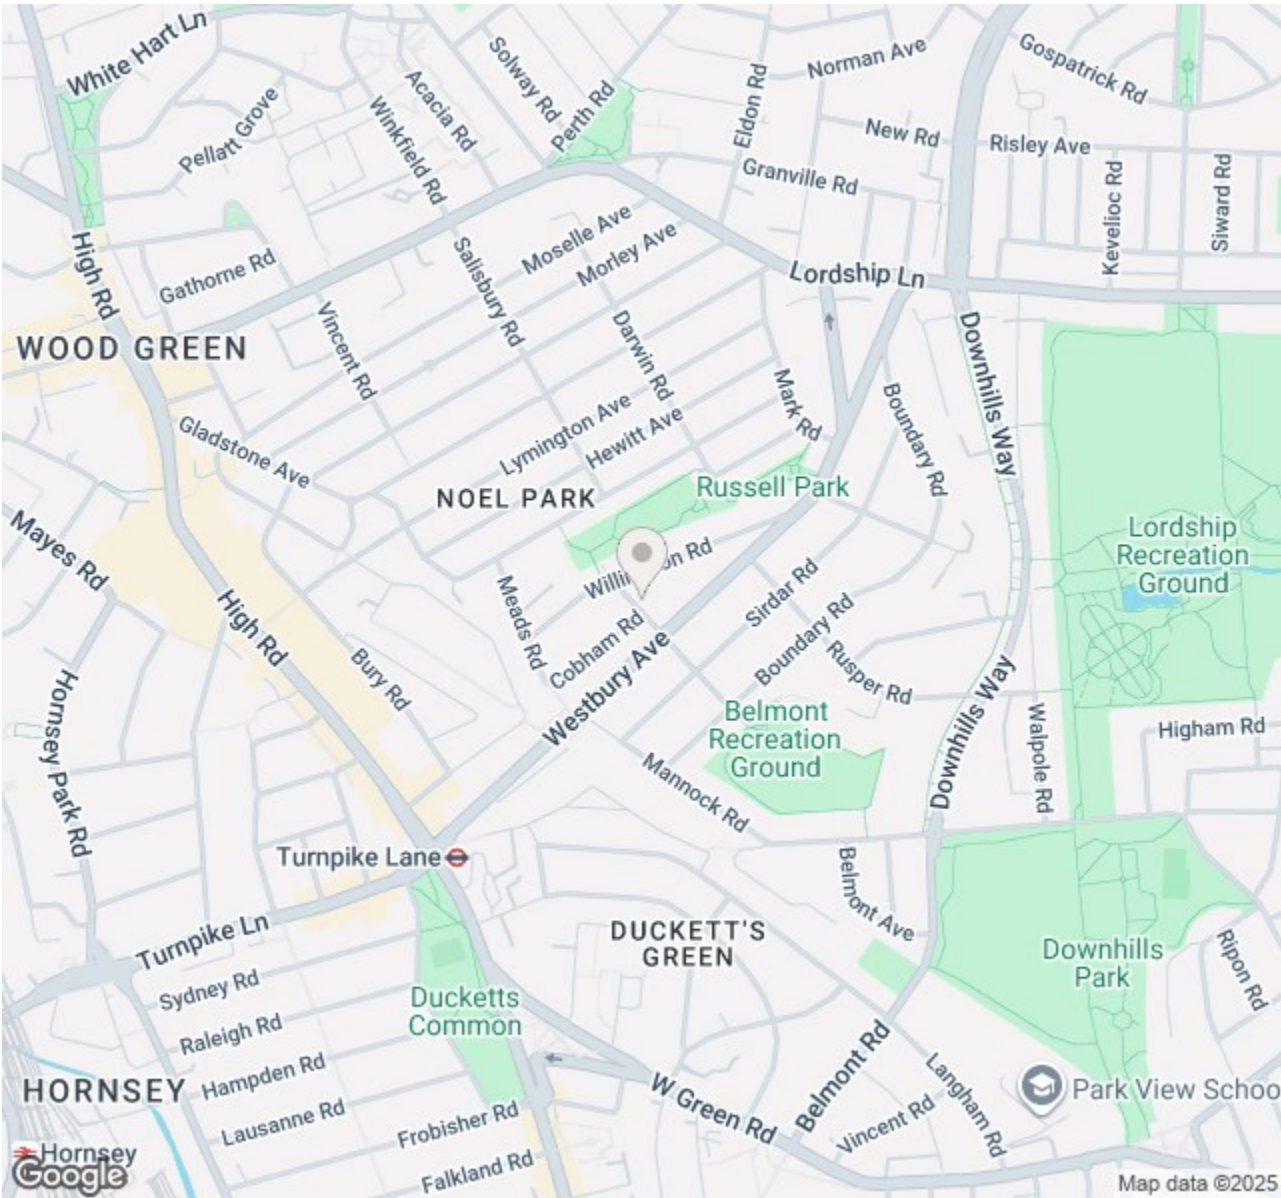 White Hart Ln
Solway Rd
Norman Ave
Gospatrick Rd
Acacia Rd
Perth Rd
Eldon Rd
Pellatt Grove
Winkfield Rd
New Rd
Risley Ave
Granville Rd
Kevelioc Rd
Siward Rd
High Rd
Moselle Ave
Morley Ave
Gathorne Rd
Salisbury Rd
Lordship Ln
WOOD GREEN
Vincent Rd
Darwin Rd
Downhills Way
Mark Rd
Boundary Rd
Gladstone Ave
Lymington Ave
Hewitt Ave
NOEL PARK
Russell Park
Mayes Rd
Lordship
Recreation
Ground
High Rd
Meads Rd
Cobham Rd
Sirdar Rd
Boundary Rd
Westbury Ave
Rusper Rd
Bury Rd
Hornsey Park Rd
Belmont
Recreation
Ground
Downhills Way
Walpole Rd
Higham Rd
Mannock Rd
Turnpike Lane
Belmont Ave
Turnpike Ln
DUCKETT'S
GREEN
Downhills
Park
Ripon Rd
Sydney Rd
Ducketts
Common
Raleigh Rd
Hampden Rd
HORNSEY
W Green Rd
Belmont Rd
Langham Rd
Park View Schoo
Lausanne Rd
Frobisher Rd
Vincent Rd
Hornsey
Google
Falkland Rd
Map data ©2025